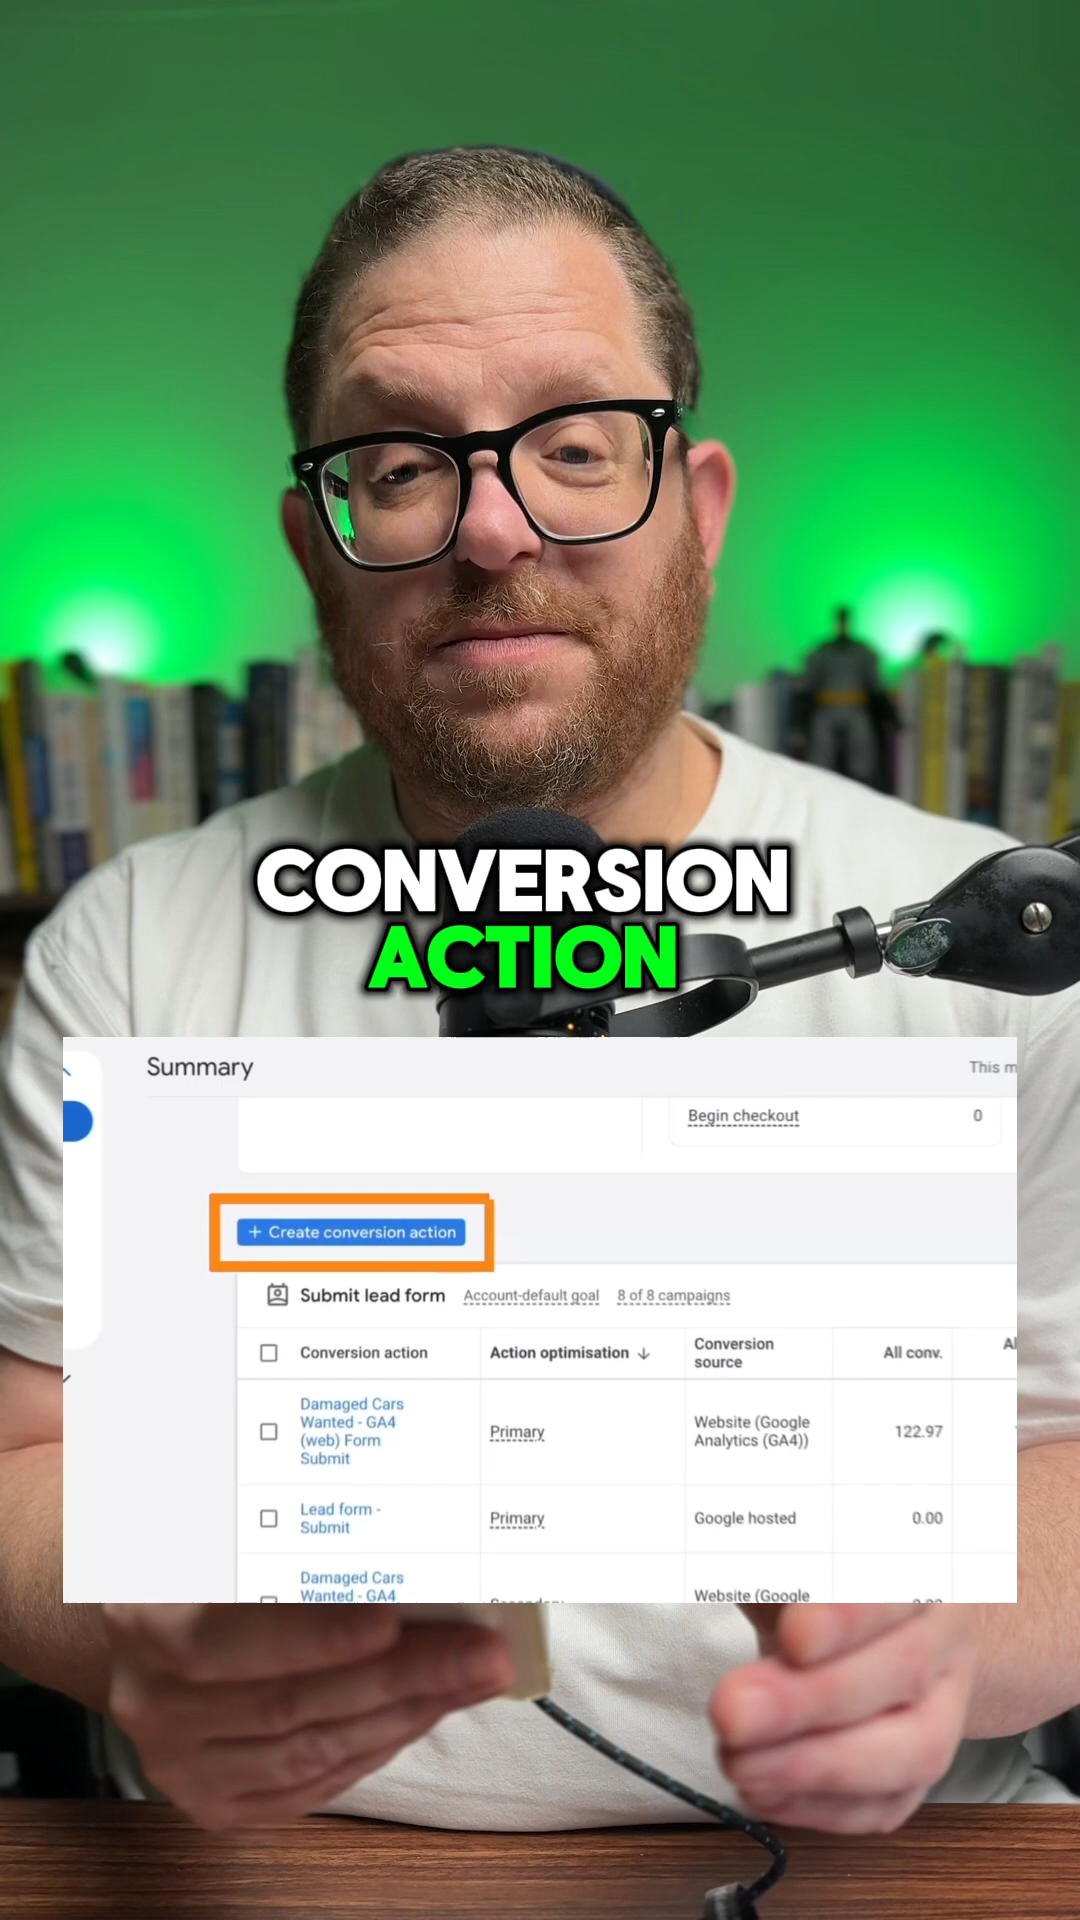 CONVERSION
ACTION
Summary
This m
Begin checkout 0
+ Create conversion action
Submit lead form Account-default goal 8 of 8 campaigns
Conversion action Action optimisation ↓ Conversion source All conv. Al
Damaged Cars
Wanted - GA4
(web) Form
Submit
Primary
Website (Google
Analytics (GA4))
122.97
Lead form -
Submit
Primary
Google hosted
0.00
Damaged Cars
Wanted - GA4
Website (Google